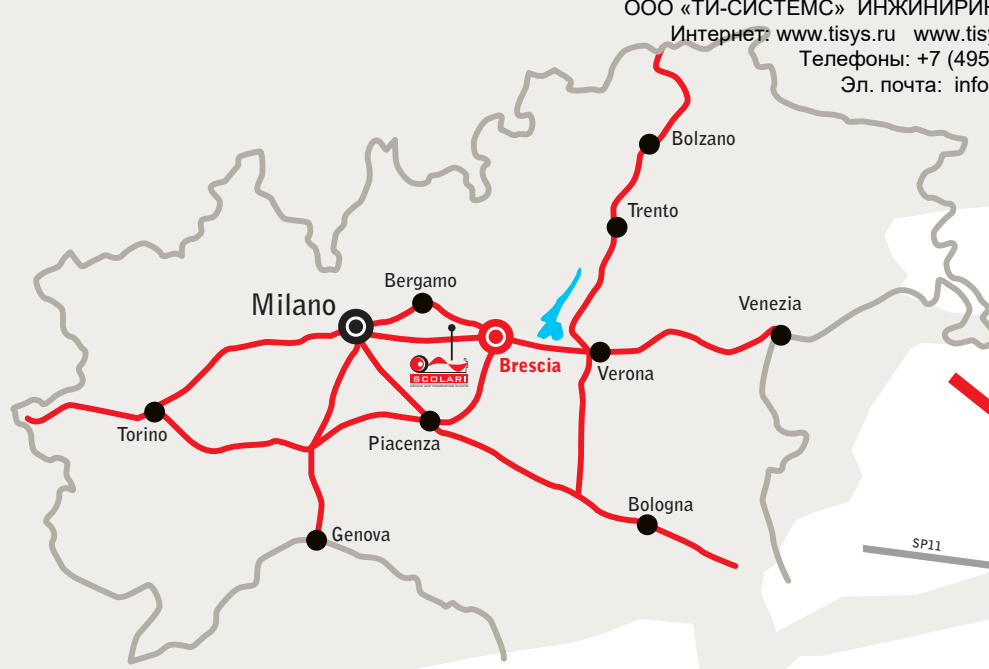 ООО «ТИ-СИСТЕМС» ИНЖИНИРИН
Интернет: www.tisys.ru www.tisy
Телефоны: +7 (495
Эл. почта: info
Bolzano
Trento
Bergamo
Milano
Venezia
Brescia
Verona
SCOLARI
Torino
Piacenza
Bologna
Genova
SP11